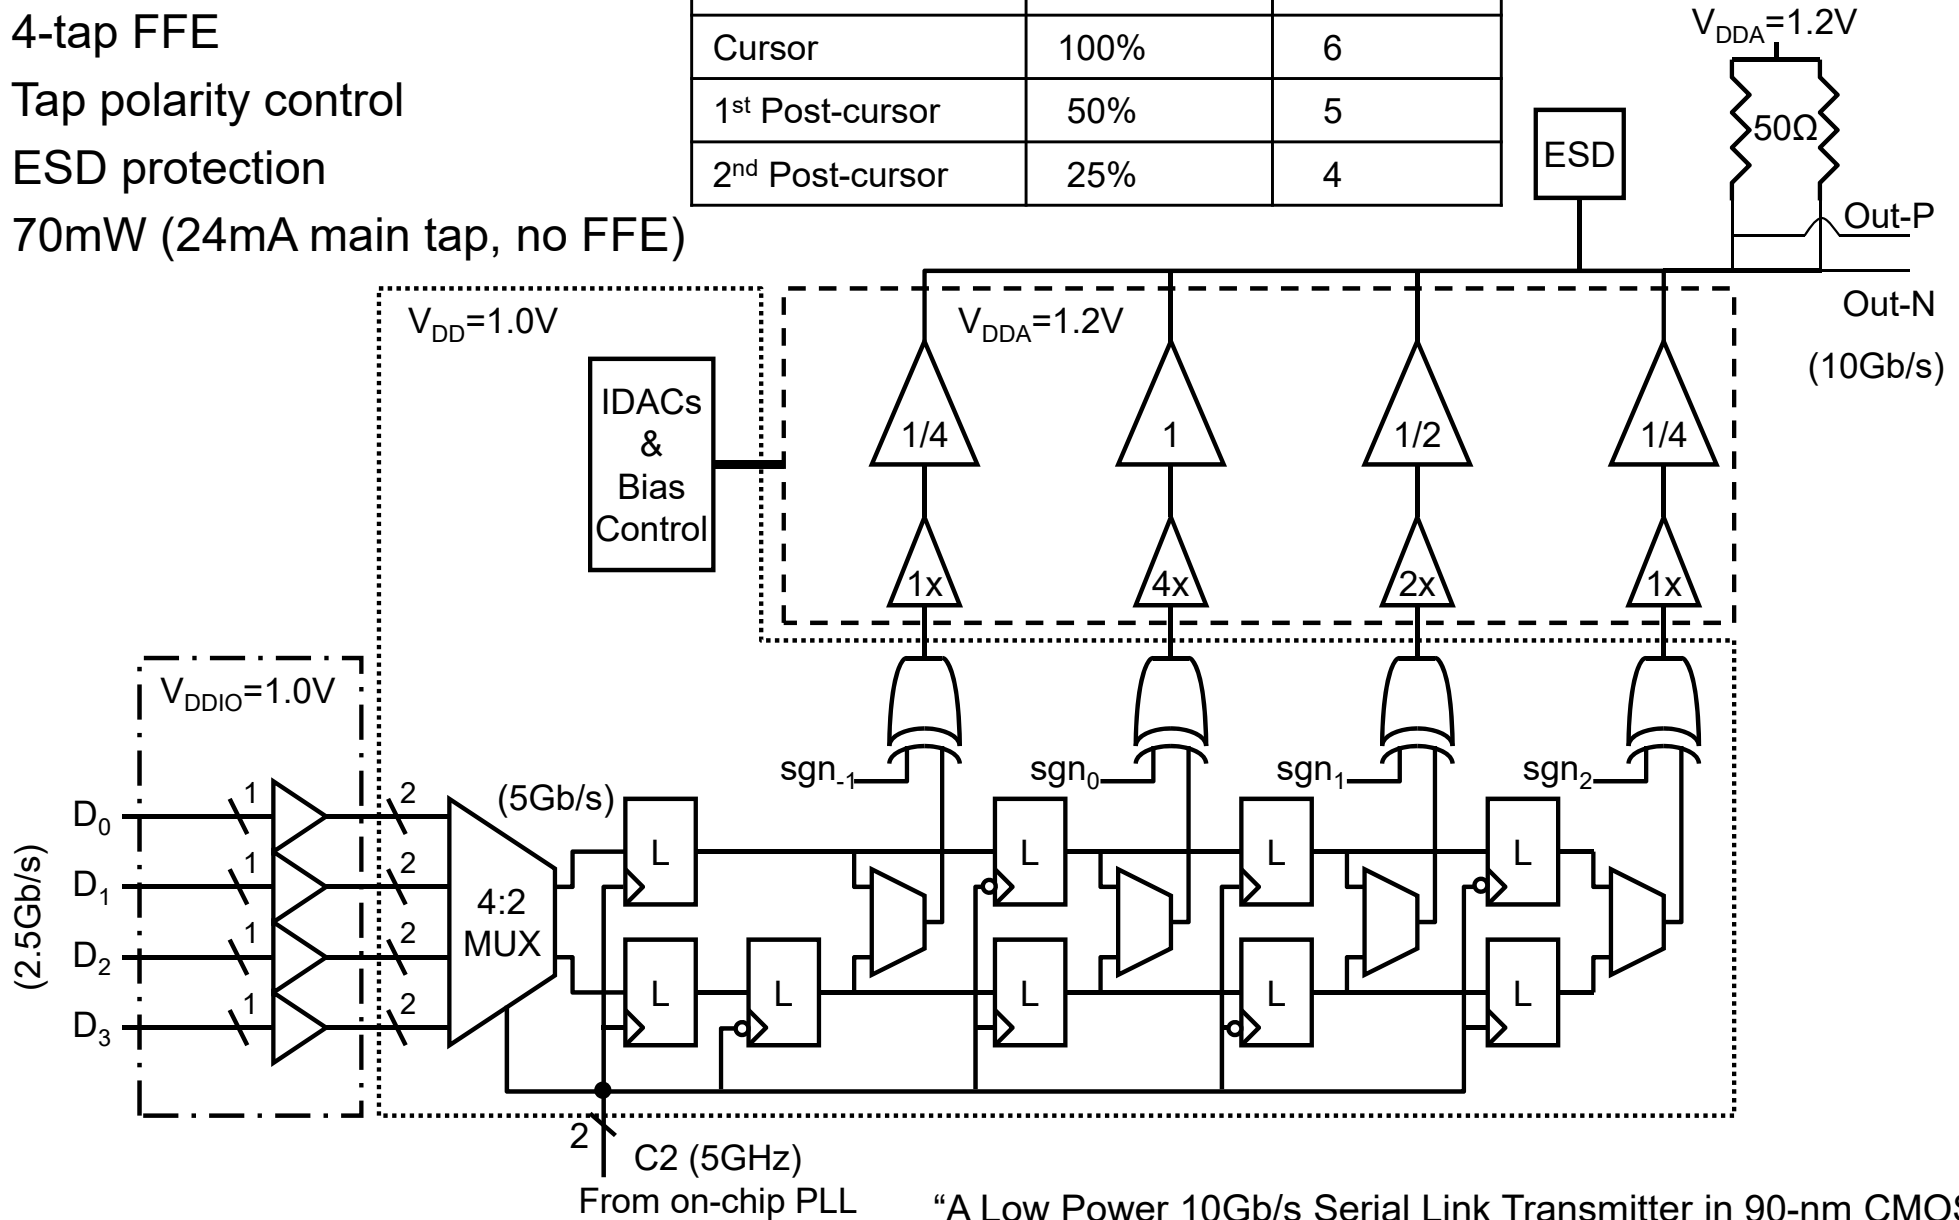 4-tap FFE
Tap polarity control
ESD protection
70mW (24mA main tap, no FFE)
Cursor 100% 6
1st Post-cursor 50% 5
2nd Post-cursor 25% 4
VDDA=1.2V
50Ω
ESD
Out-P
Out-N
(10Gb/s)
VDD=1.0V
VDDA=1.2V
IDACs
&
Bias
Control
1/4 1 1/2 1/4
1x 4x 2x 1x
VDDIO=1.0V
sgn-1 sgn0 sgn1 sgn2
(2.5Gb/s)
D0 1 2
D1 1 2
D2 1 2
D3 1 2
4:2
MUX
(5Gb/s)
L L L L
L L L L L
2
C2 (5GHz)
From on-chip PLL
“A Low Power 10Gb/s Serial Link Transmitter in 90-nm CMOS